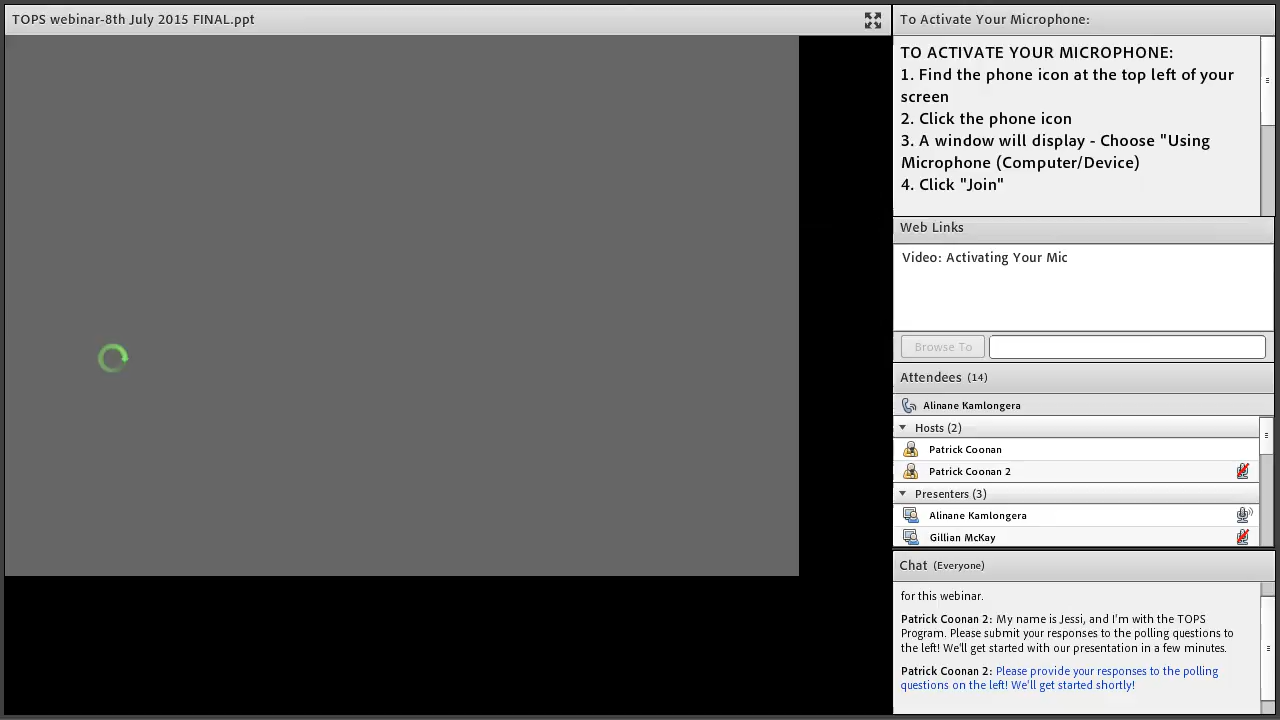 TOPS webinar-8th July 2015 FINAL.ppt
To Activate Your Microphone:
TO ACTIVATE YOUR MICROPHONE:
1. Find the phone icon at the top left of your
screen
2. Click the phone icon
3. A window will display - Choose "Using
Microphone (Computer/Device)
4. Click "Join"
Web Links
Video: Activating Your Mic
Browse To
Attendees (14)
Alinane Kamlongera
Hosts (2)
Patrick Coonan
Patrick Coonan 2
Presenters (3)
Alinane Kamlongera
Gillian McKay
Chat (Everyone)
for this webinar.
Patrick Coonan 2: My name is Jessi, and I'm with the TOPS
Program. Please submit your responses to the polling questions to
the left! We'll get started with our presentation in a few minutes.
Patrick Coonan 2: Please provide your responses to the polling
questions on the left! We'll get started shortly!